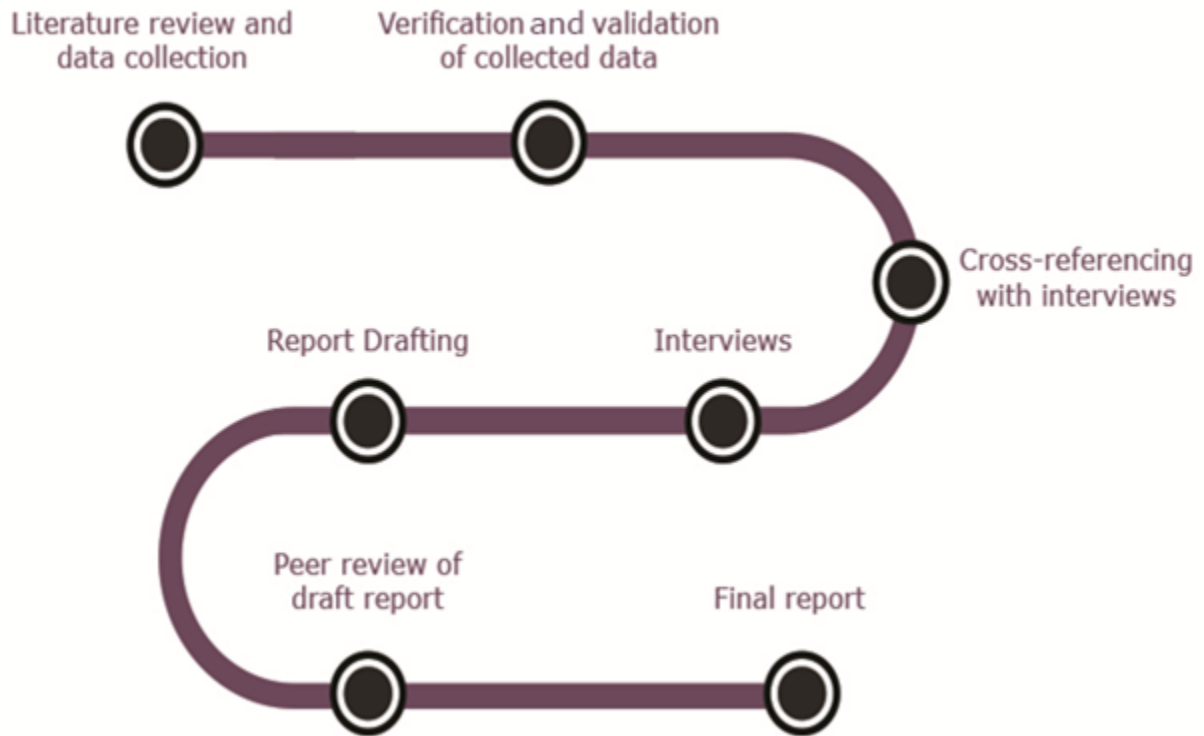 Literature review and
data collection
Verification and validation
of collected data
Cross-referencing
with interviews
Interviews
Report Drafting
Peer review of
draft report
Final report